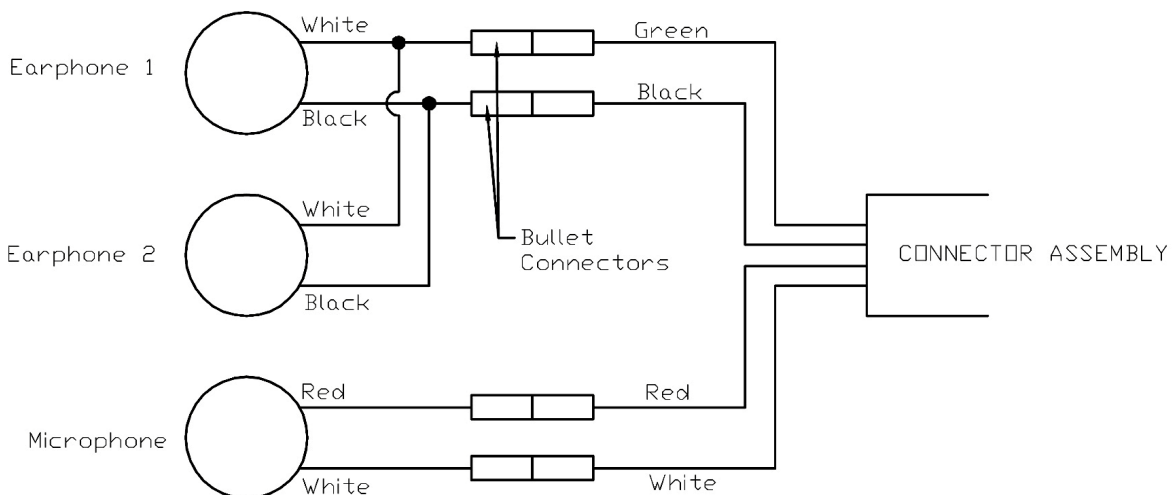 White
Green
Earphone 1
Black
Black
White
Bullet
Connectors
CONNECTOR ASSEMBLY
Earphone 2
Black
Red
Red
Microphone
White
White